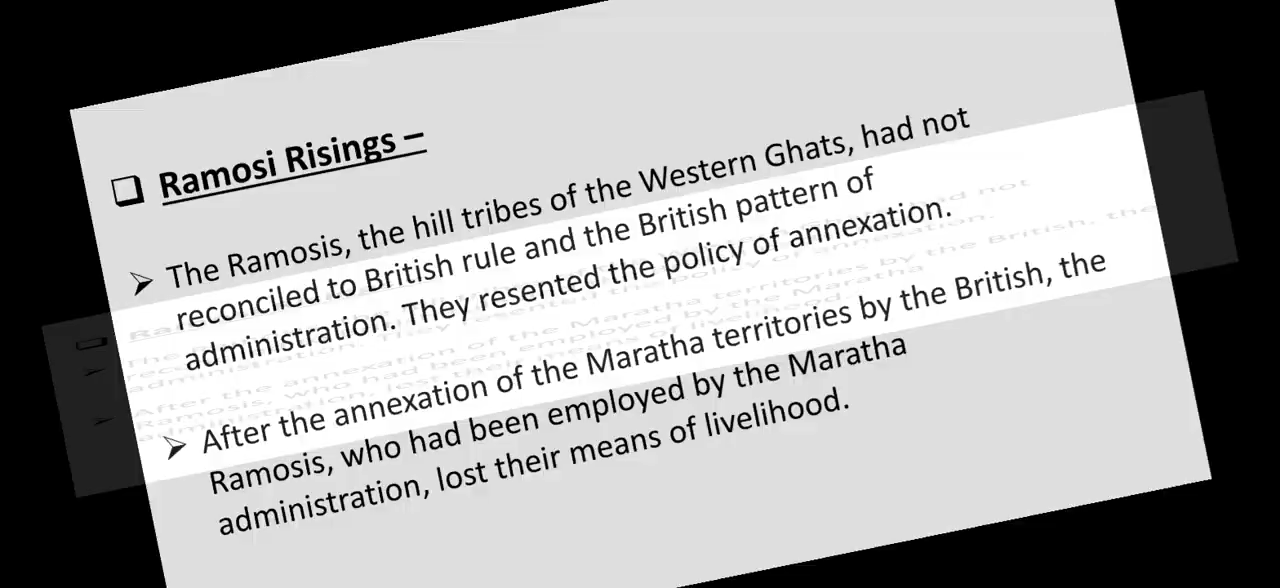 ❑ Ramosi Risings –
➢ The Ramosis, the hill tribes of the Western Ghats, had not
reconciled to British rule and the British pattern of
administration. They resented the policy of annexation.
➢ After the annexation of the Maratha territories by the British, the
Ramosis, who had been employed by the Maratha
administration, lost their means of livelihood.